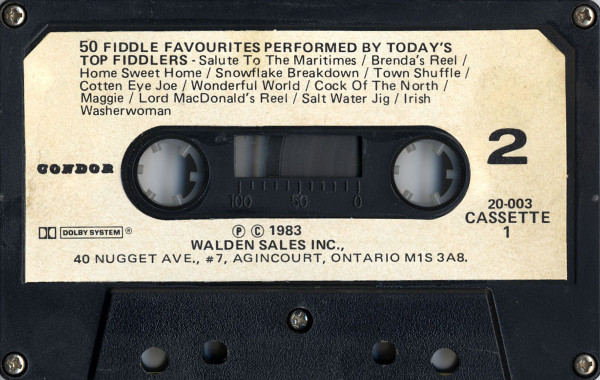 50 FIDDLE FAVOURITES PERFORMED BY TODAY'S
TOP FIDDLERS - Salute To The Maritimes / Brenda's Reel /
Home Sweet Home / Snowflake Breakdown / Town Shuffle /
Cotten Eye Joe / Wonderful World / Cock Of The North /
Maggie / Lord MacDonald's Reel / Salt Water Jig / Irish
Washerwoman
CONDOR
2
100 50 0
20-003
CASSETTE
1
DOLBY SYSTEM ®
Ⓟ © 1983
WALDEN SALES INC.,
40 NUGGET AVE., #7, AGINCOURT, ONTARIO M1S 3A8.